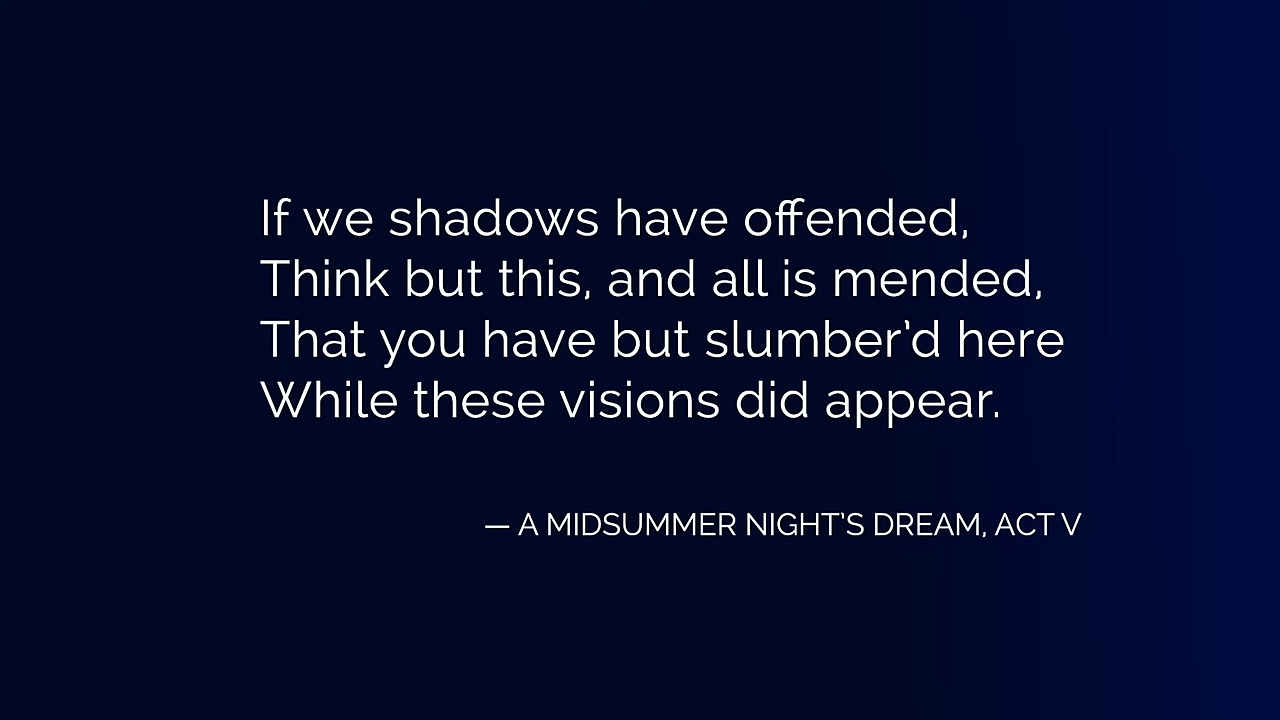 If we shadows have offended,
Think but this, and all is mended,
That you have but slumber’d here
While these visions did appear.
— A MIDSUMMER NIGHT’S DREAM, ACT V